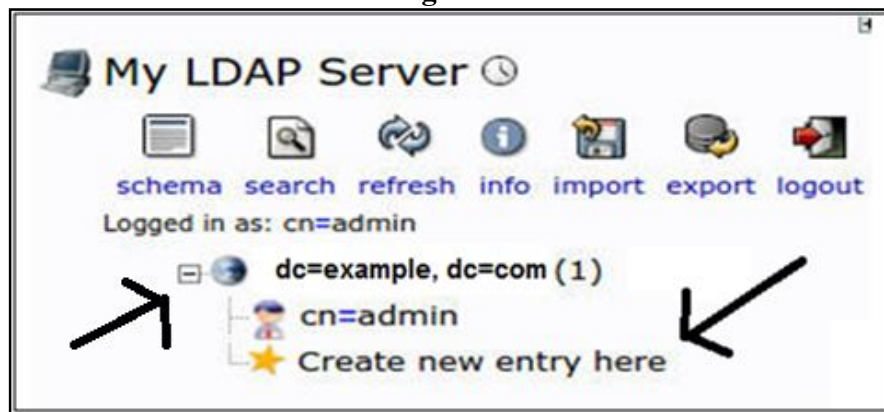 My LDAP Server
schema search refresh info import export logout
Logged in as: cn=admin
dc=example, dc=com (1)
cn=admin
Create new entry here